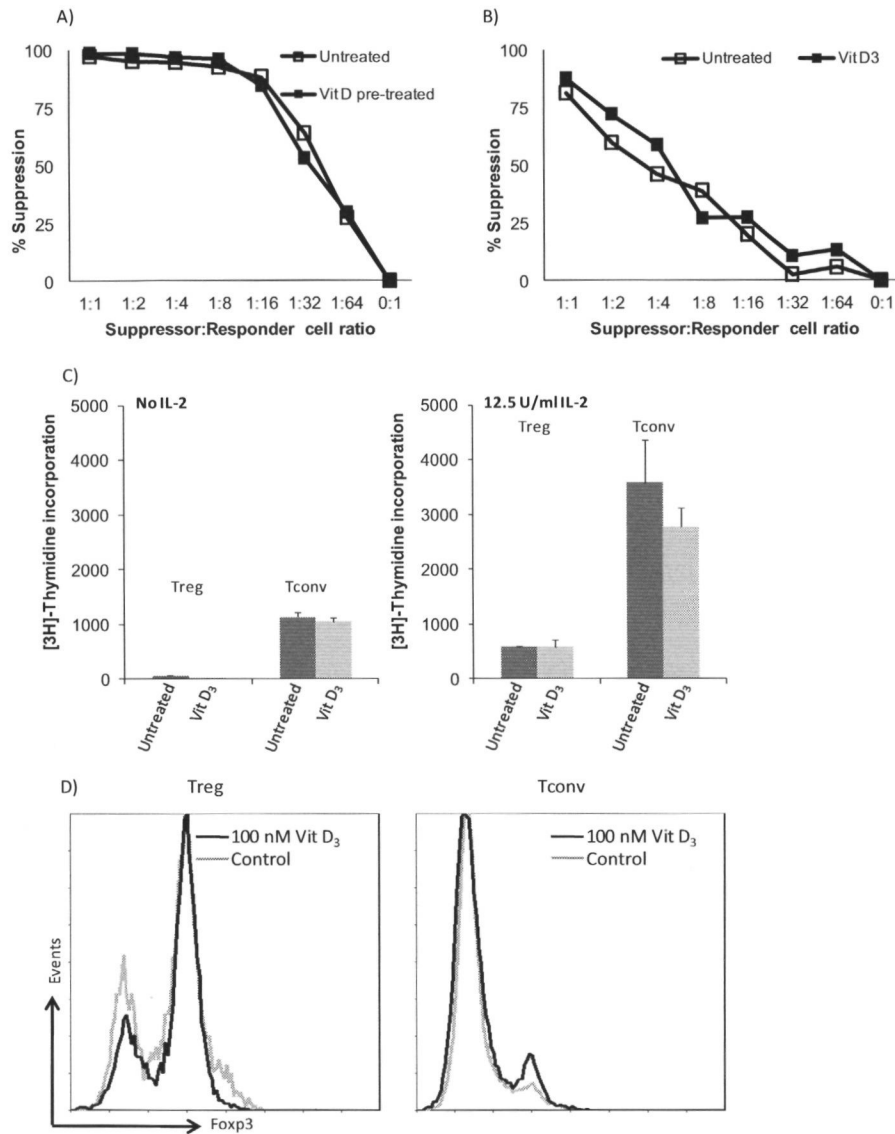 A)
100
75
50
25
0
% Suppression
Untreated
Vit D pre-treated
1:1 1:2 1:4 1:8 1:16 1:32 1:64 0:1
Suppressor:Responder cell ratio
B)
100
75
50
25
0
% Suppression
Untreated
Vit D3
1:1 1:2 1:4 1:8 1:16 1:32 1:64 0:1
Suppressor:Responder cell ratio
C)
No IL-2
5000
4000
3000
2000
1000
0
[3H]-Thymidine incorporation
Treg
Tconv
Untreated
Vit D₃
Untreated
Vit D₃
12.5 U/ml IL-2
5000
4000
3000
2000
1000
0
[3H]-Thymidine incorporation
Treg
Tconv
Untreated
Vit D₃
Untreated
Vit D₃
D)
Treg
100 nM Vit D₃
Control
Events
Foxp3
Tconv
100 nM Vit D₃
Control